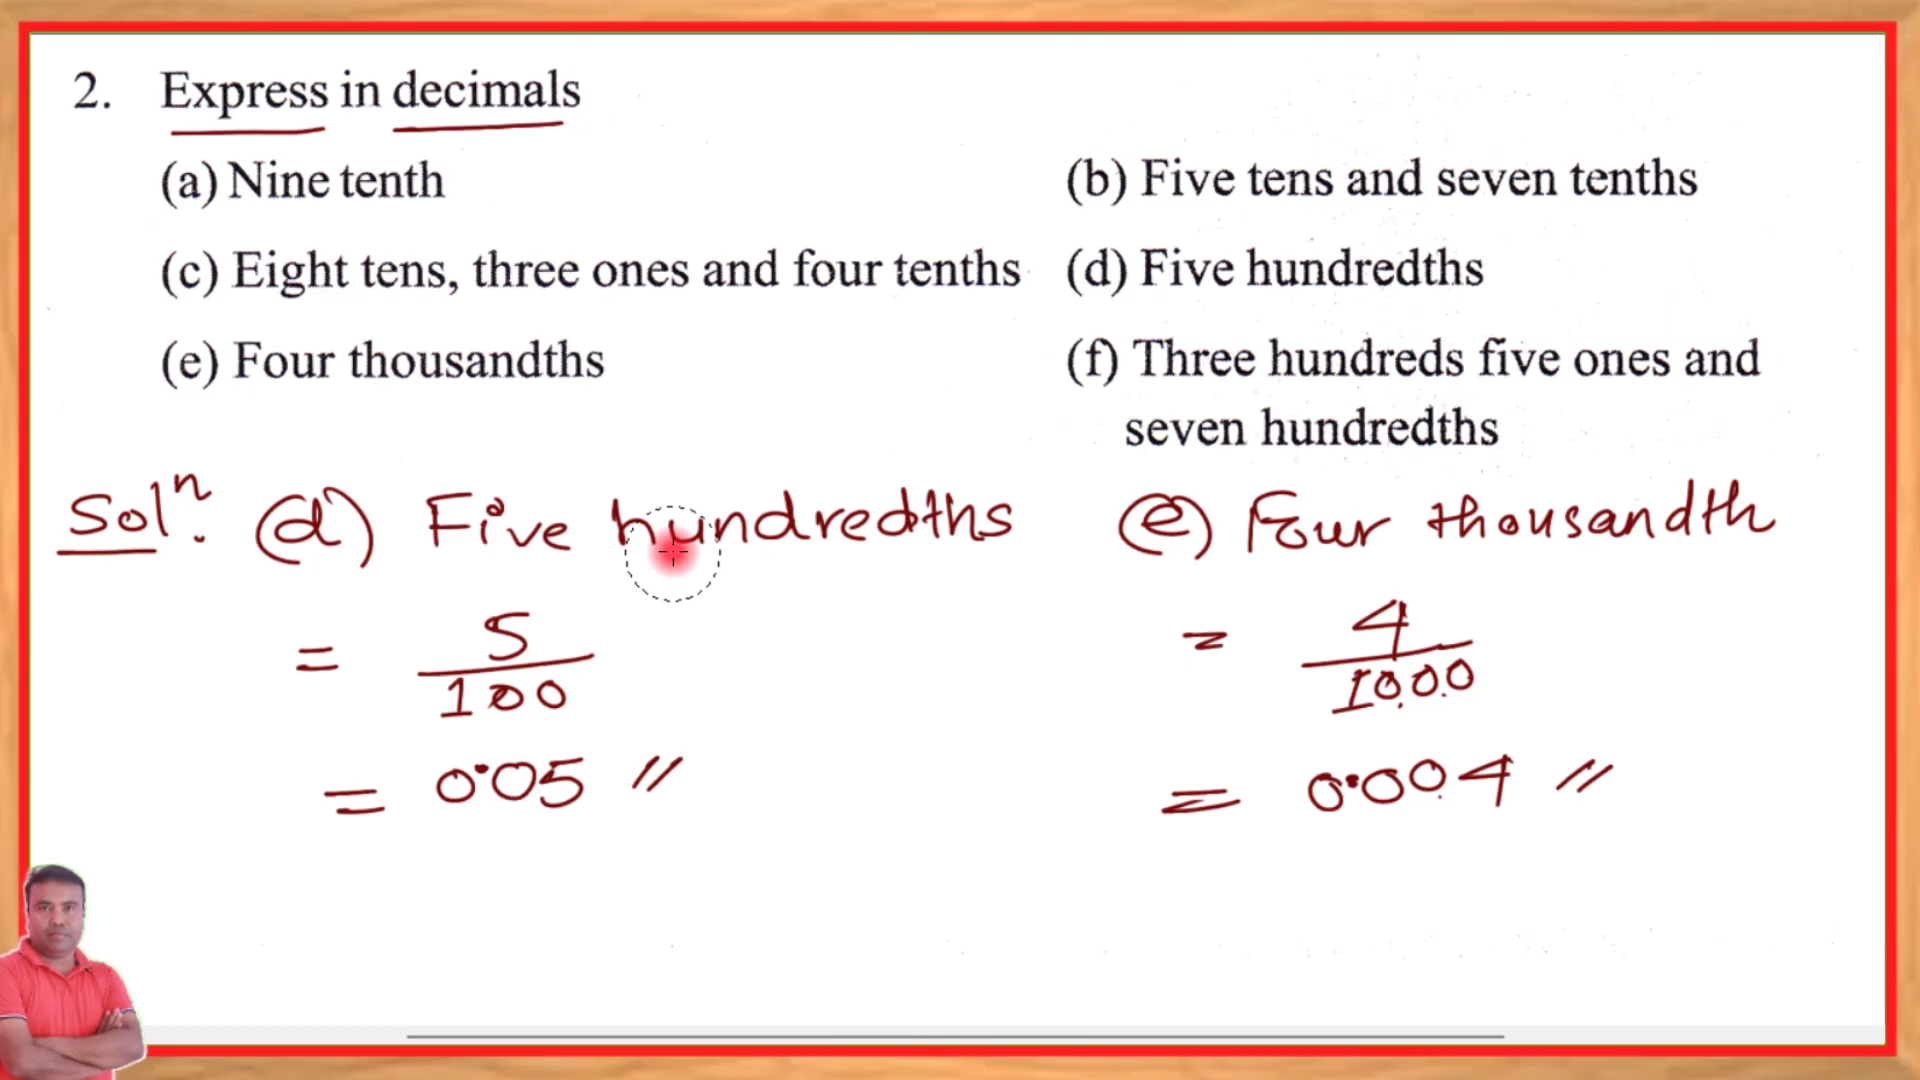 2. Express in decimals
(a) Nine tenth (b) Five tens and seven tenths
(c) Eight tens, three ones and four tenths (d) Five hundredths
(e) Four thousandths (f) Three hundreds five ones and
seven hundredths
Solⁿ. (d) Five hundredths (e) Four thousandth
= 5/100 = 4/1000
= 0.05 // = 0.004 //